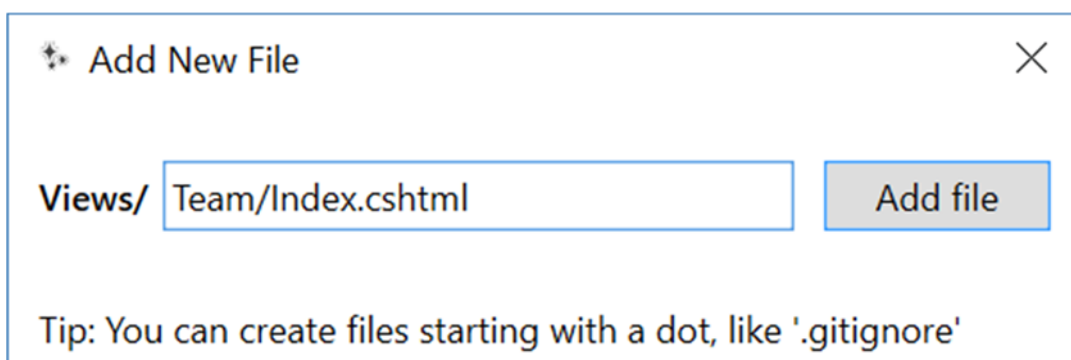 Add New File
Views/ Team/Index.cshtml Add file
Tip: You can create files starting with a dot, like '.gitignore'